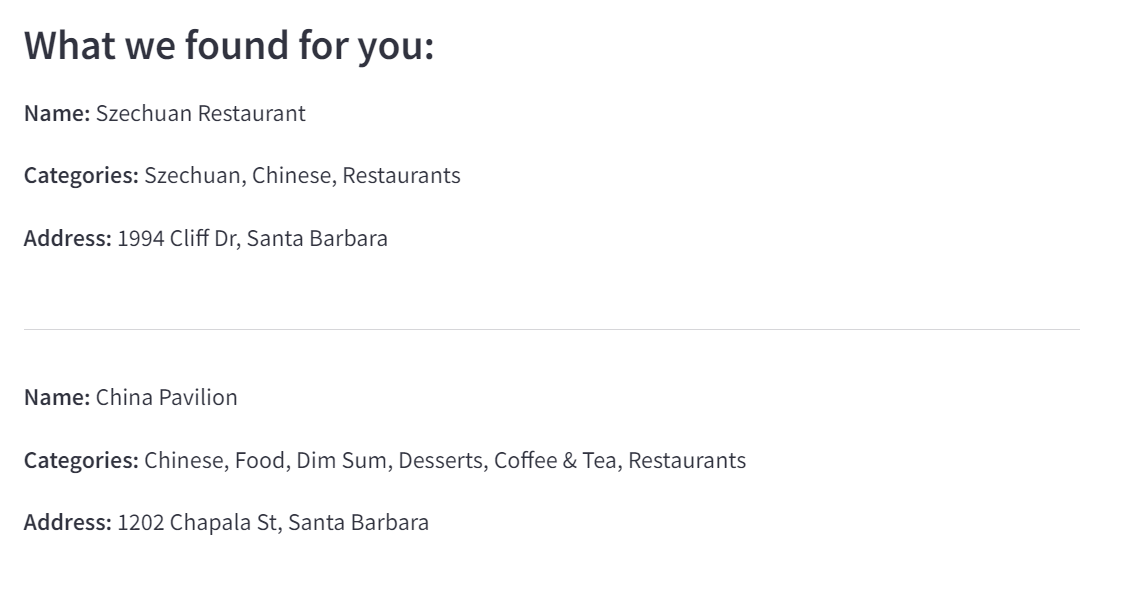 What we found for you:
Name: Szechuan Restaurant
Categories: Szechuan, Chinese, Restaurants
Address: 1994 Cliff Dr, Santa Barbara
Name: China Pavilion
Categories: Chinese, Food, Dim Sum, Desserts, Coffee & Tea, Restaurants
Address: 1202 Chapala St, Santa Barbara